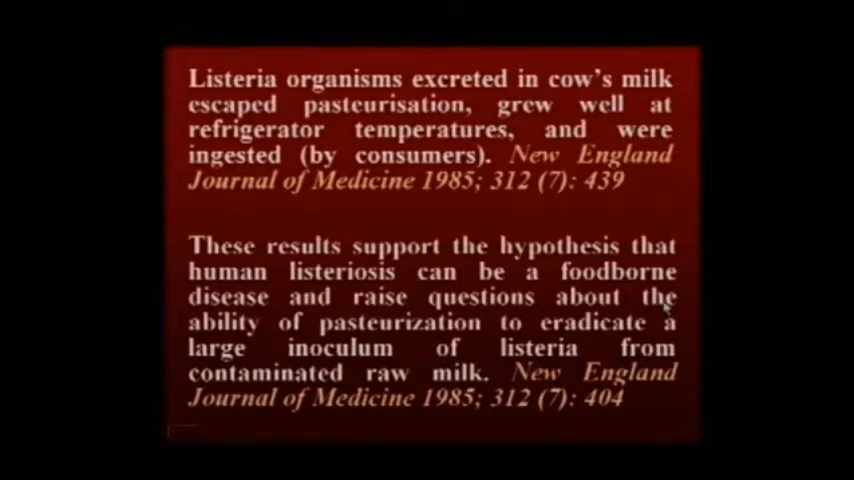 Listeria organisms excreted in cow's milk
escaped pasteurisation, grew well at
refrigerator temperatures, and were
ingested (by consumers). New England
Journal of Medicine 1985; 312 (7): 439
These results support the hypothesis that
human listeriosis can be a foodborne
disease and raise questions about the
ability of pasteurization to eradicate a
large inoculum of listeria from
contaminated raw milk. New England
Journal of Medicine 1985; 312 (7): 404